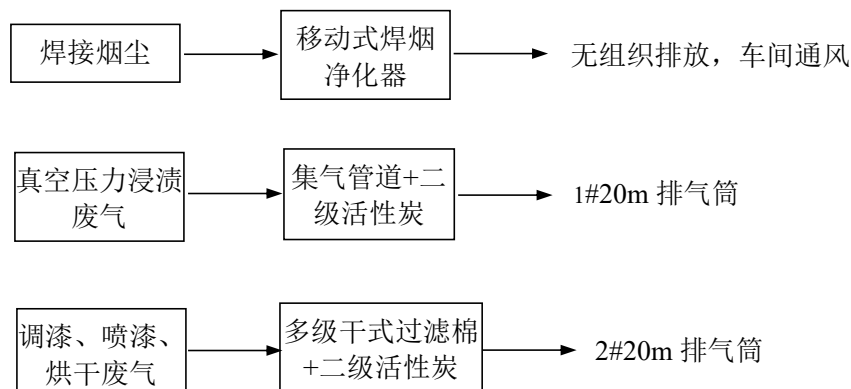 焊接烟尘
移动式焊烟
净化器
无组织排放，车间通风
真空压力浸渍
废气
集气管道+二
级活性炭
1#20m 排气筒
调漆、喷漆、
烘干废气
多级干式过滤棉
+二级活性炭
2#20m 排气筒